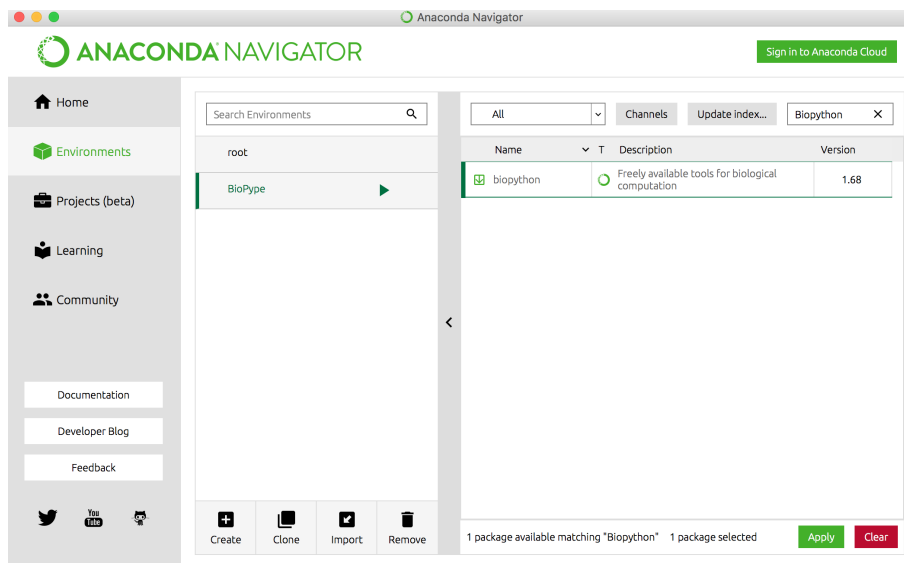 Anaconda Navigator
ANACONDA NAVIGATOR
Sign in to Anaconda Cloud
Home
Environments
Projects (beta)
Learning
Community
Documentation
Developer Blog
Feedback
You
Tube
Search Environments
root
BioPype
Create
Clone
Import
Remove
All
Channels
Update index...
Biopython
Name
T
Description
Version
biopython
Freely available tools for biological
computation
1.68
1 package available matching "Biopython"
1 package selected
Apply
Clear